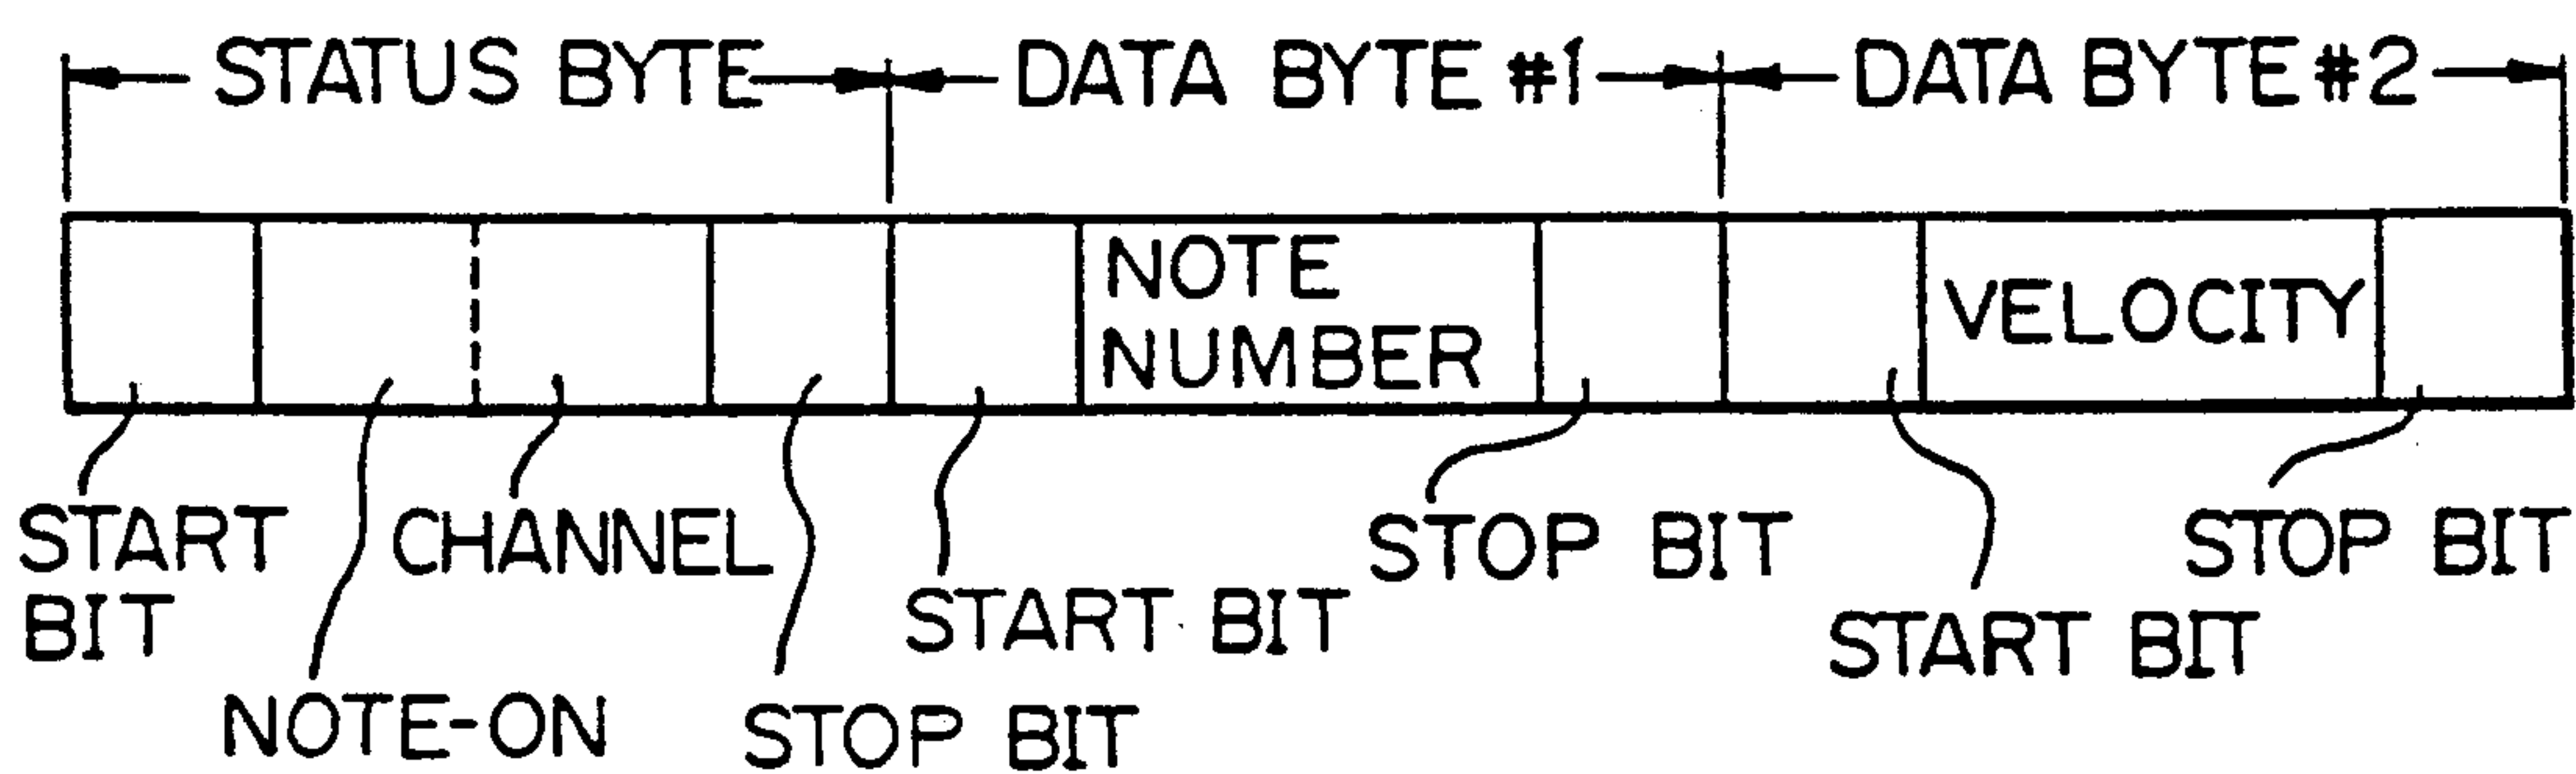 STATUS BYTE
DATA BYTE #1
DATA BYTE #2
NOTE
NUMBER
VELOCITY
START
BIT
NOTE-ON
CHANNEL
STOP BIT
START BIT
STOP BIT
START BIT
STOP BIT